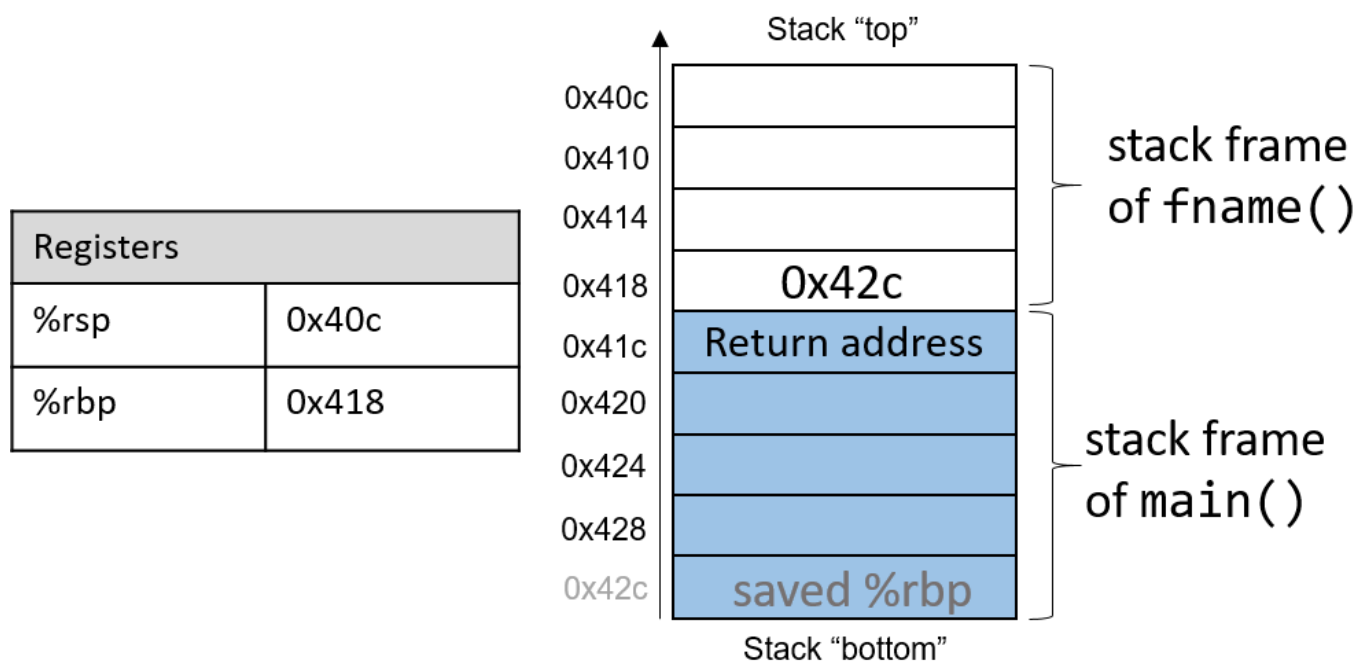 Stack “top”
0x40c
0x410
0x414
0x418 0x42c
stack frame
of fname()
Registers
%rsp 0x40c
%rbp 0x418
0x41c Return address
0x420
0x424
0x428
0x42c saved %rbp
stack frame
of main()
Stack “bottom”